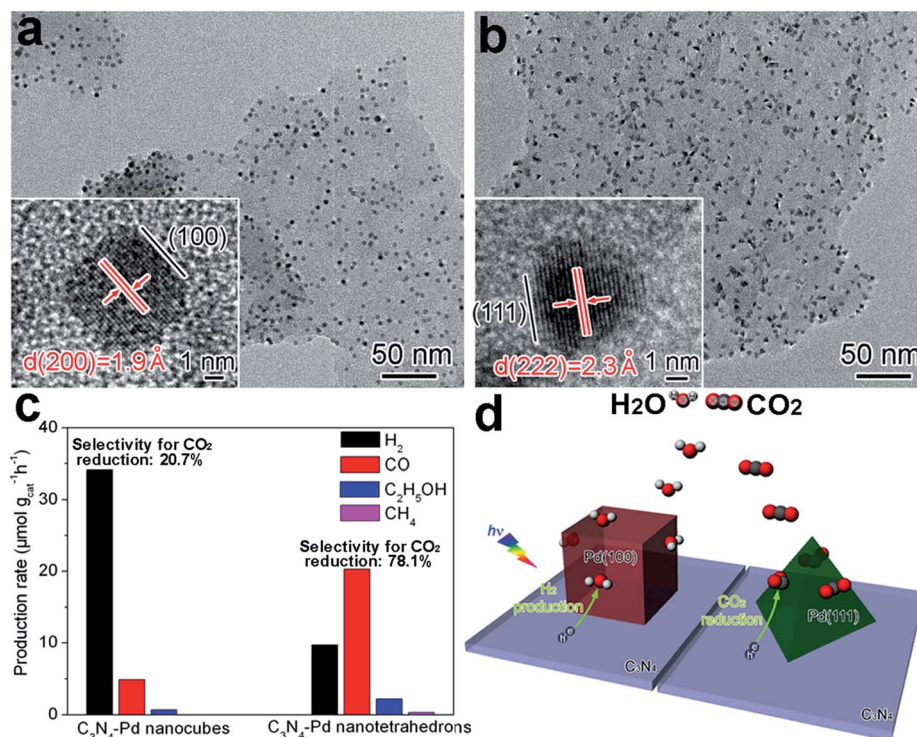 a
(100)
d(200)=1.9 Å
1 nm
50 nm
b
(111)
d(222)=2.3 Å
1 nm
50 nm
c
Production rate (μmol g_cat⁻¹h⁻¹)
40
30
20
10
0
Selectivity for CO₂
reduction: 20.7%
H₂
CO
C₂H₅OH
CH₄
Selectivity for CO₂
reduction: 78.1%
C₃N₄-Pd nanocubes
C₃N₄-Pd nanotetrahedrons
d
H2O
CO2
hν
Pd(100)
H₂
production
h e
C₃N₄
CO₂
reduction
Pd(111)
h e
C₃N₄